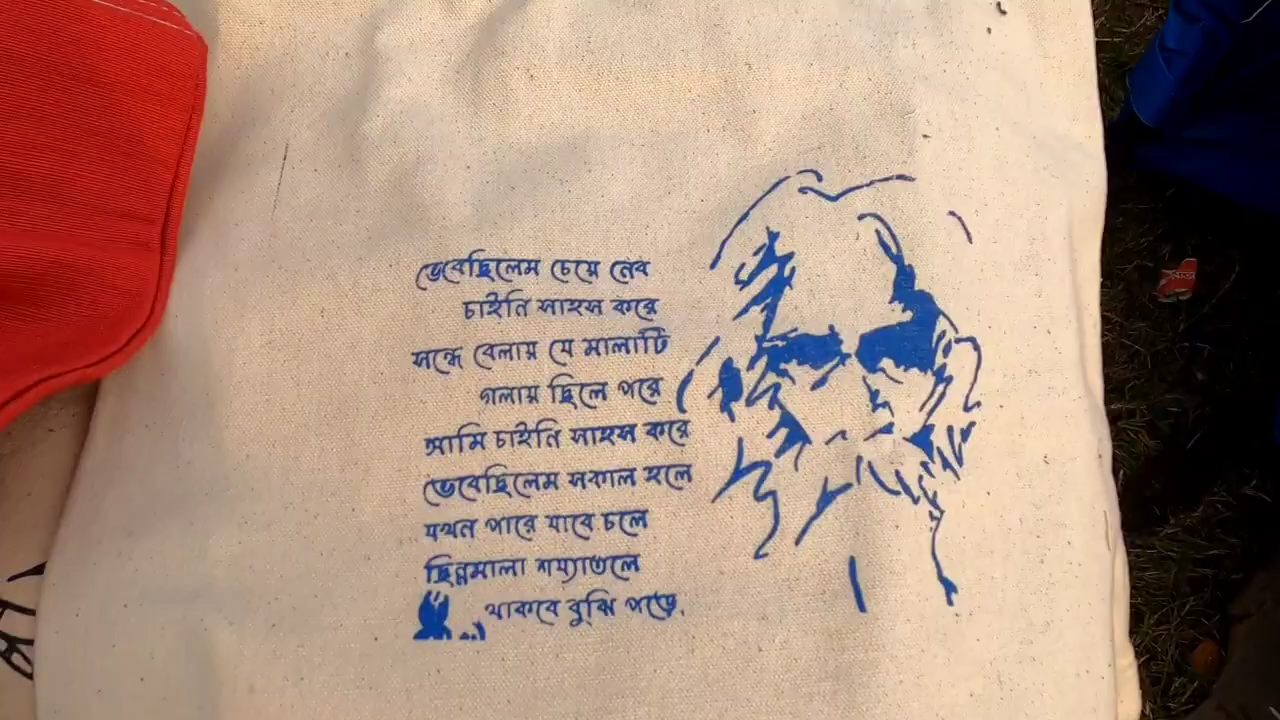 ভেবেছিলেম চেয়ে নেব
চাইনি সাহস করে
সন্ধে বেলায় যে মালাটি
গলায় ছিলে পরে
আমি চাইনি সাহস করে
ভেবেছিলেম সকাল হলে
যখন পারে যাবে চলে
ছিন্নমালা শয্যাতলে
থাকবে বুঝি পড়ে.